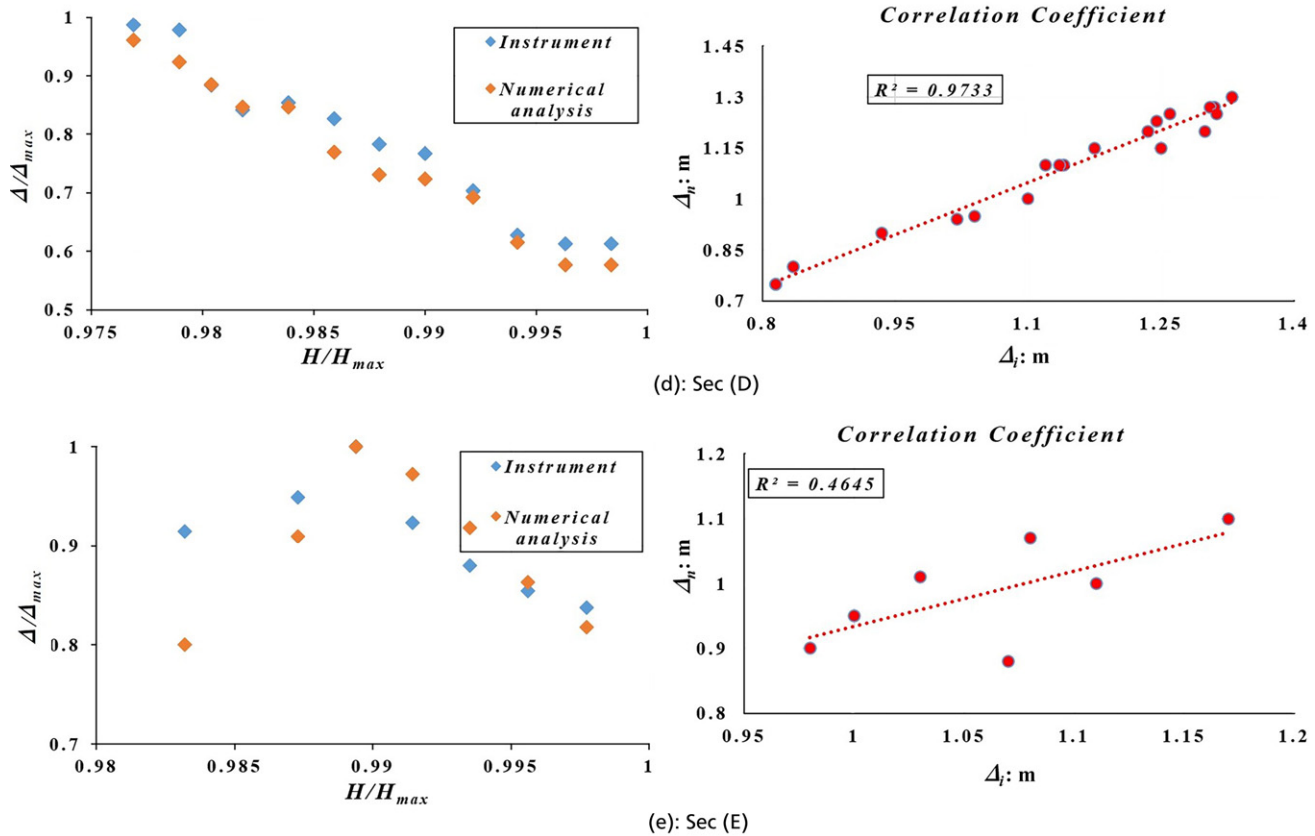 1
0.9
0.8
0.7
0.6
0.5
Δ/Δmax
0.975 0.98 0.985 0.99 0.995 1
H/Hmax
Instrument
Numerical
analysis
Correlation Coefficient
1.45
1.3
1.15
1
0.85
0.7
Δn: m
R² = 0.9733
0.8 0.95 1.1 1.25 1.4
Δi: m
(d): Sec (D)
1
0.9
0.8
0.7
Δ/Δmax
0.98 0.985 0.99 0.995 1
H/Hmax
Instrument
Numerical
analysis
Correlation Coefficient
1.2
1.1
1
0.9
0.8
Δn: m
R² = 0.4645
0.95 1 1.05 1.1 1.15 1.2
Δi: m
(e): Sec (E)